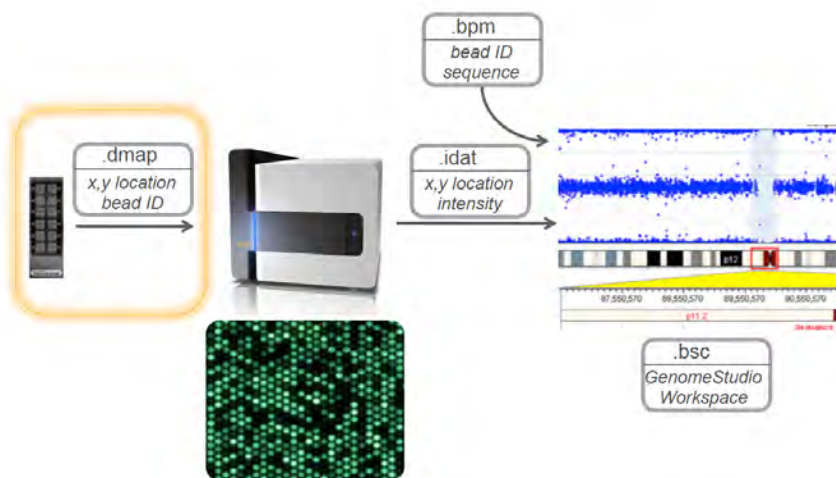 .bpm
bead ID
sequence
.dmap
x,y location
bead ID
.idat
x,y location
intensity
p12
87,550,570
88,550,570
89,550,570
90,550,570
p11.2
.bsc
GenomeStudio
Workspace